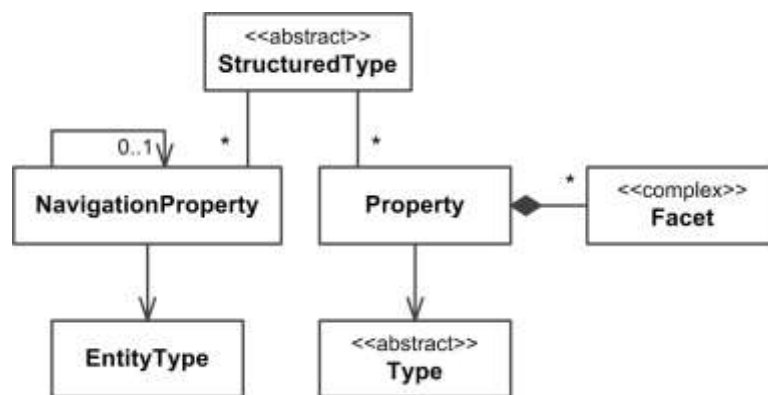 <<abstract>>
StructuredType
0..1
*
*
NavigationProperty
Property
*
<<complex>>
Facet
EntityType
<<abstract>>
Type